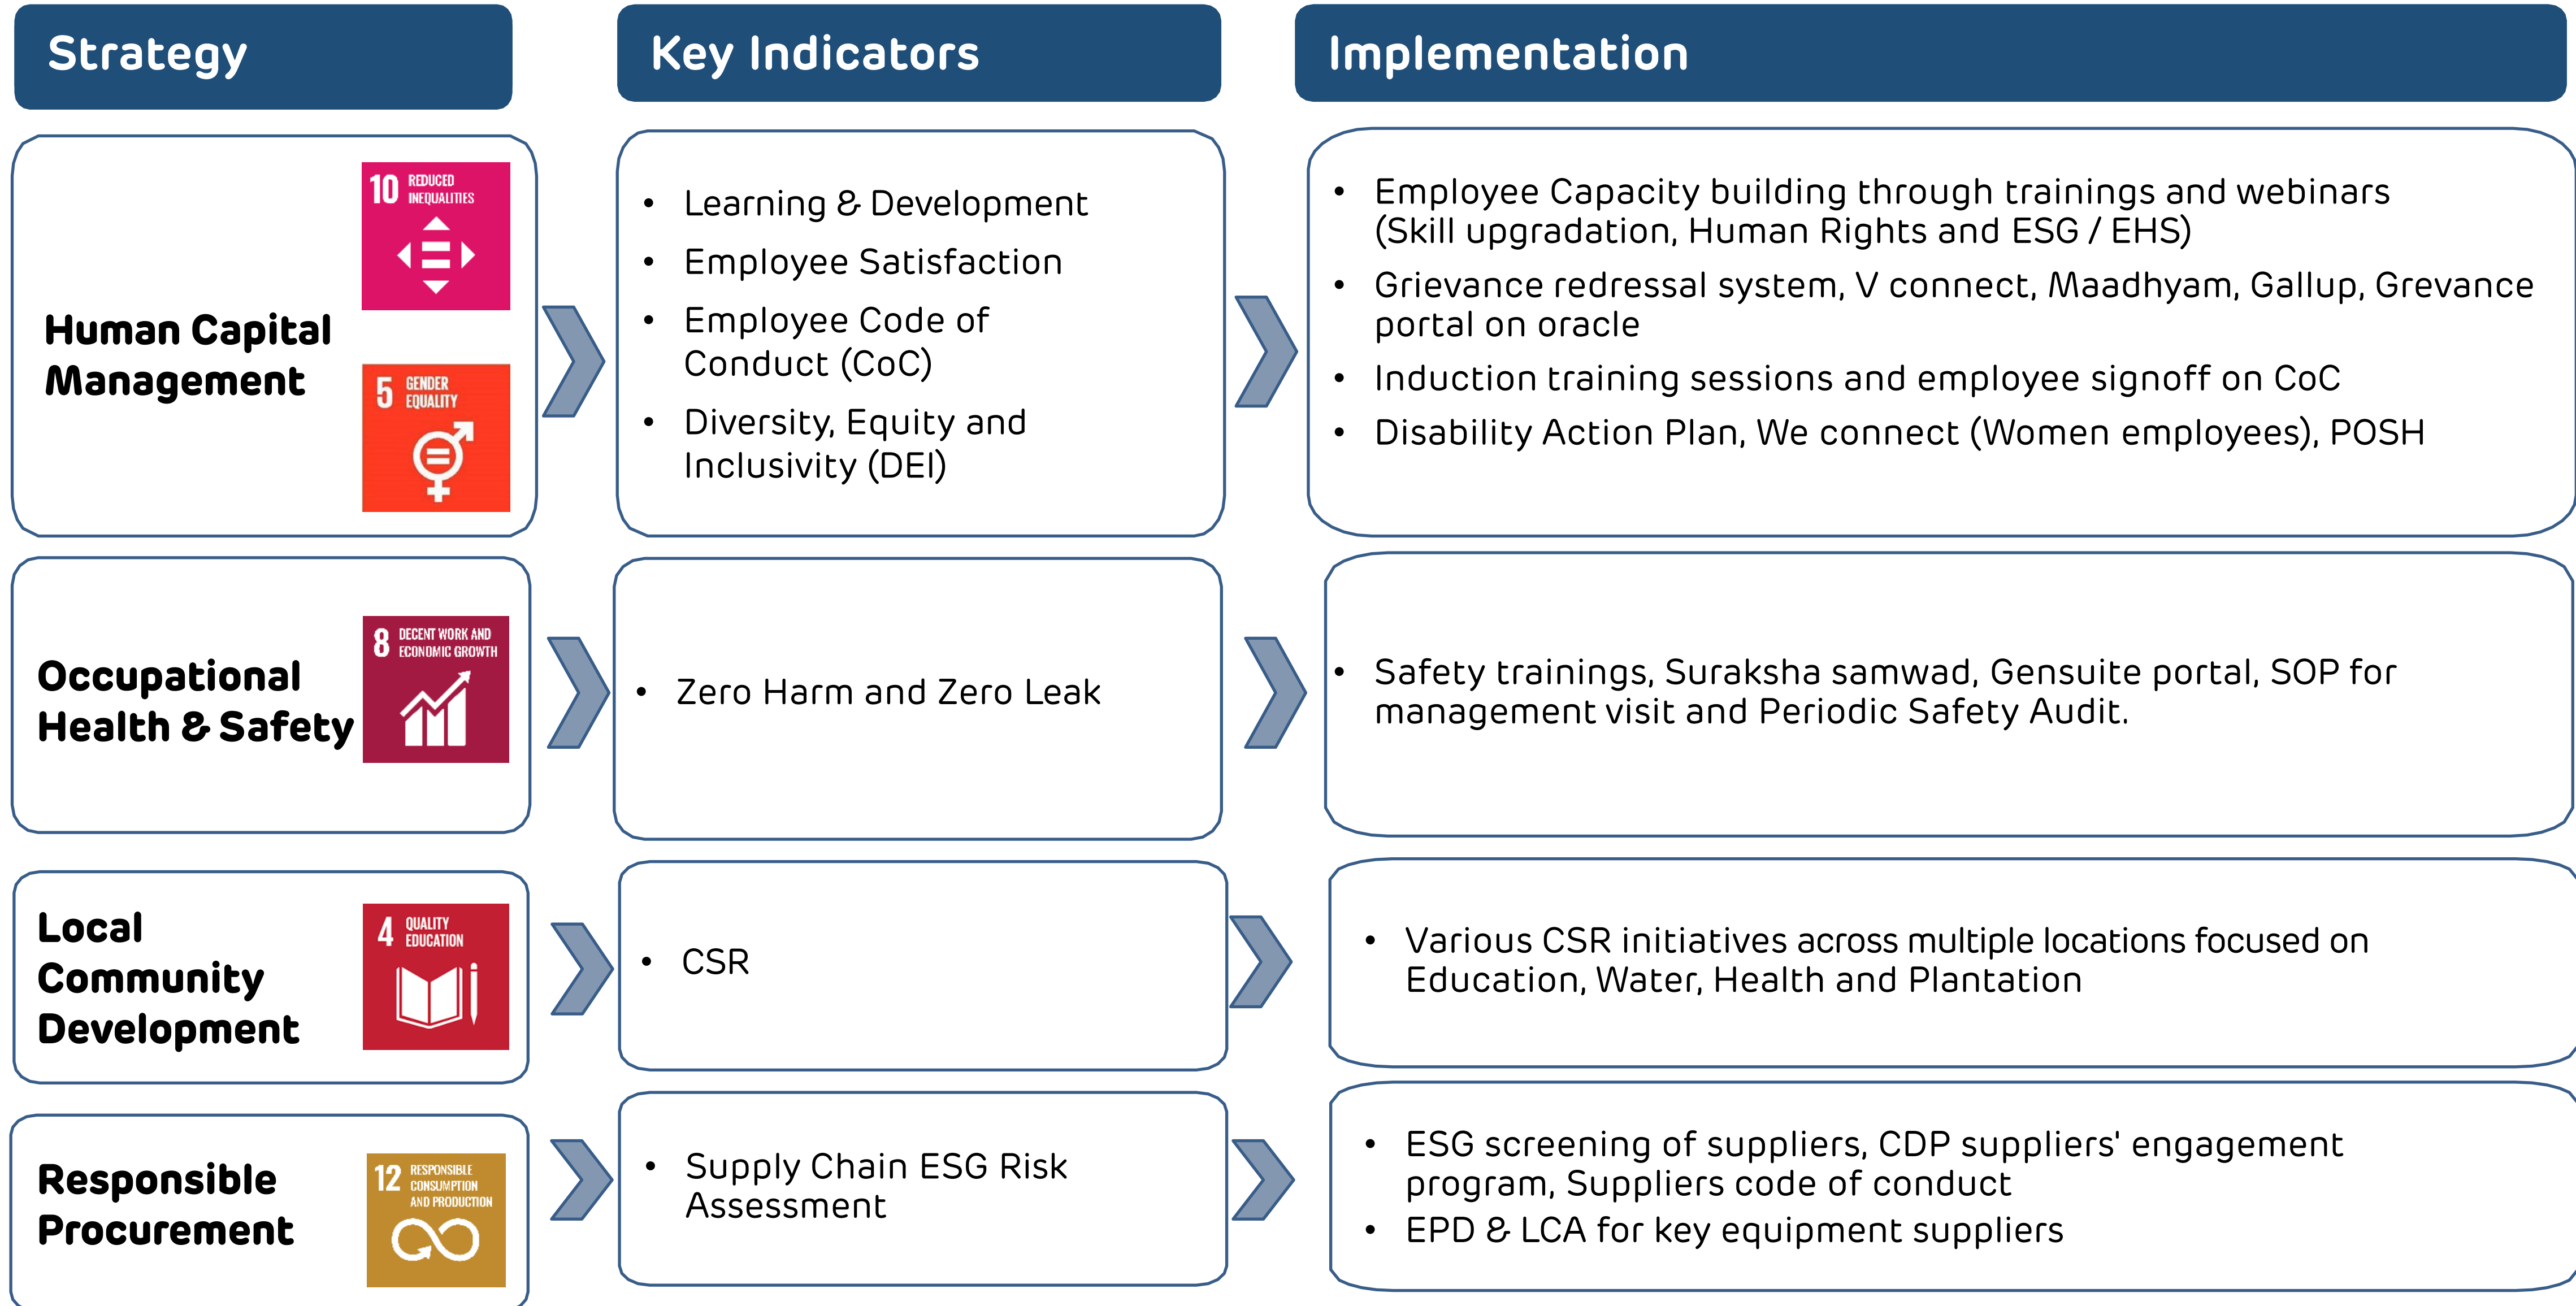 Strategy
Key Indicators
Implementation
Human Capital
Management
10 REDUCED
INEQUALITIES
5 GENDER
EQUALITY
• Learning & Development
• Employee Satisfaction
• Employee Code of
Conduct (CoC)
• Diversity, Equity and
Inclusivity (DEI)
• Employee Capacity building through trainings and webinars
(Skill upgradation, Human Rights and ESG / EHS)
• Grievance redressal system, V connect, Maadhyam, Gallup, Grevance
portal on oracle
• Induction training sessions and employee signoff on CoC
• Disability Action Plan, We connect (Women employees), POSH
Occupational
Health & Safety
8 DECENT WORK AND
ECONOMIC GROWTH
• Zero Harm and Zero Leak
• Safety trainings, Suraksha samwad, Gensuite portal, SOP for
management visit and Periodic Safety Audit.
Local
Community
Development
4 QUALITY
EDUCATION
• CSR
• Various CSR initiatives across multiple locations focused on
Education, Water, Health and Plantation
Responsible
Procurement
12 RESPONSIBLE
CONSUMPTION
AND PRODUCTION
• Supply Chain ESG Risk
Assessment
• ESG screening of suppliers, CDP suppliers' engagement
program, Suppliers code of conduct
• EPD & LCA for key equipment suppliers